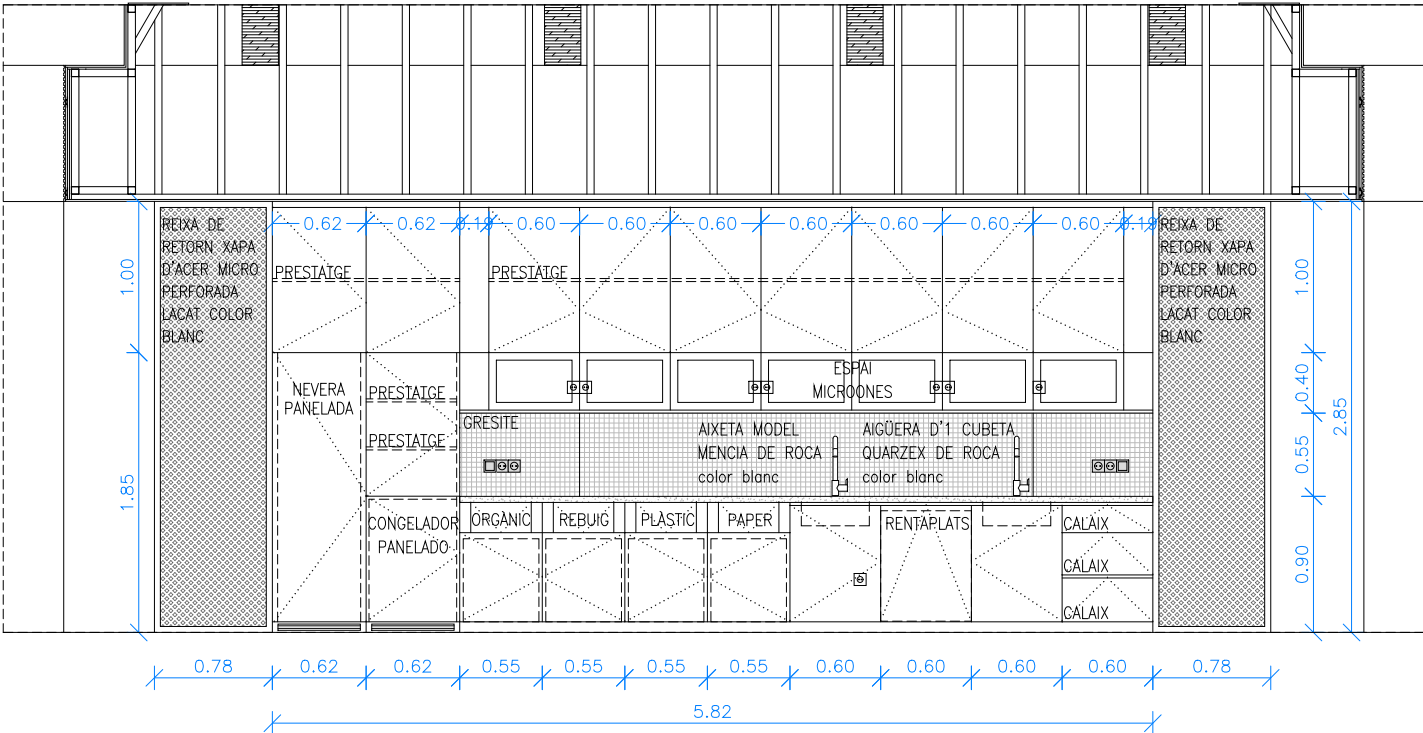 0.62 0.62 0.19 0.60 0.60 0.60 0.60 0.60 0.60 0.60 0.19
REIXA DE
RETORN XAPA
D'ACER MICRO
PERFORADA
LACAT COLOR
BLANC
REIXA DE
RETORN XAPA
D'ACER MICRO
PERFORADA
LACAT COLOR
BLANC
1.00
PRESTATGE
PRESTATGE
1.00
NEVERA
PANELADA
PRESTATGE
PRESTATGE
ESPAI
MICROONES
0.40
2.85
GRESITE
AIXETA MODEL
MENCIA DE ROCA
color blanc
AIGÜERA D'1 CUBETA
QUARZEX DE ROCA
color blanc
0.55
1.85
CONGELADOR
PANELADO
ORGÀNIC
REBUIG
PLÀSTIC
PAPER
RENTAPLATS
CALAIX
CALAIX
CALAIX
0.90
0.78 0.62 0.62 0.55 0.55 0.55 0.55 0.60 0.60 0.60 0.60 0.78
5.82